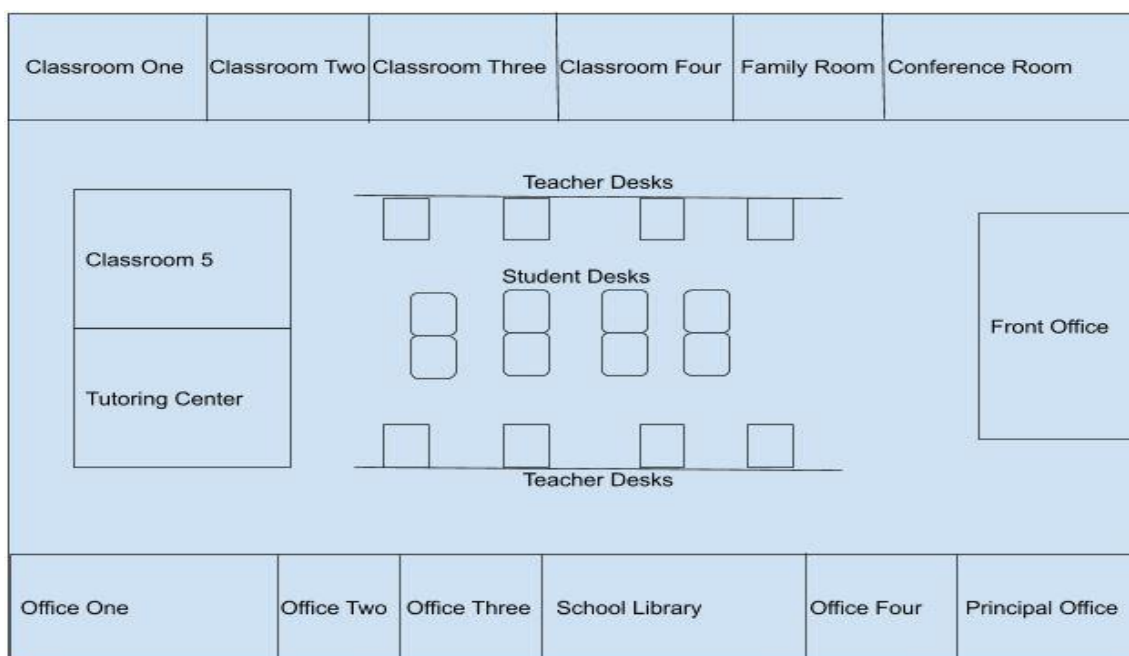 Classroom One
Classroom Two
Classroom Three
Classroom Four
Family Room
Conference Room
Teacher Desks
Classroom 5
Student Desks
Front Office
Tutoring Center
Teacher Desks
Office One
Office Two
Office Three
School Library
Office Four
Principal Office